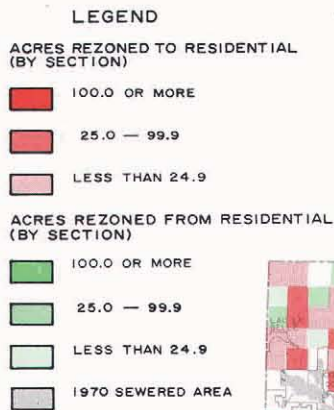 LEGEND
ACRES REZONED TO RESIDENTIAL
(BY SECTION)
100.0 OR MORE
25.0 — 99.9
LESS THAN 24.9
ACRES REZONED FROM RESIDENTIAL
(BY SECTION)
100.0 OR MORE
25.0 — 99.9
LESS THAN 24.9
1970 SEWERED AREA